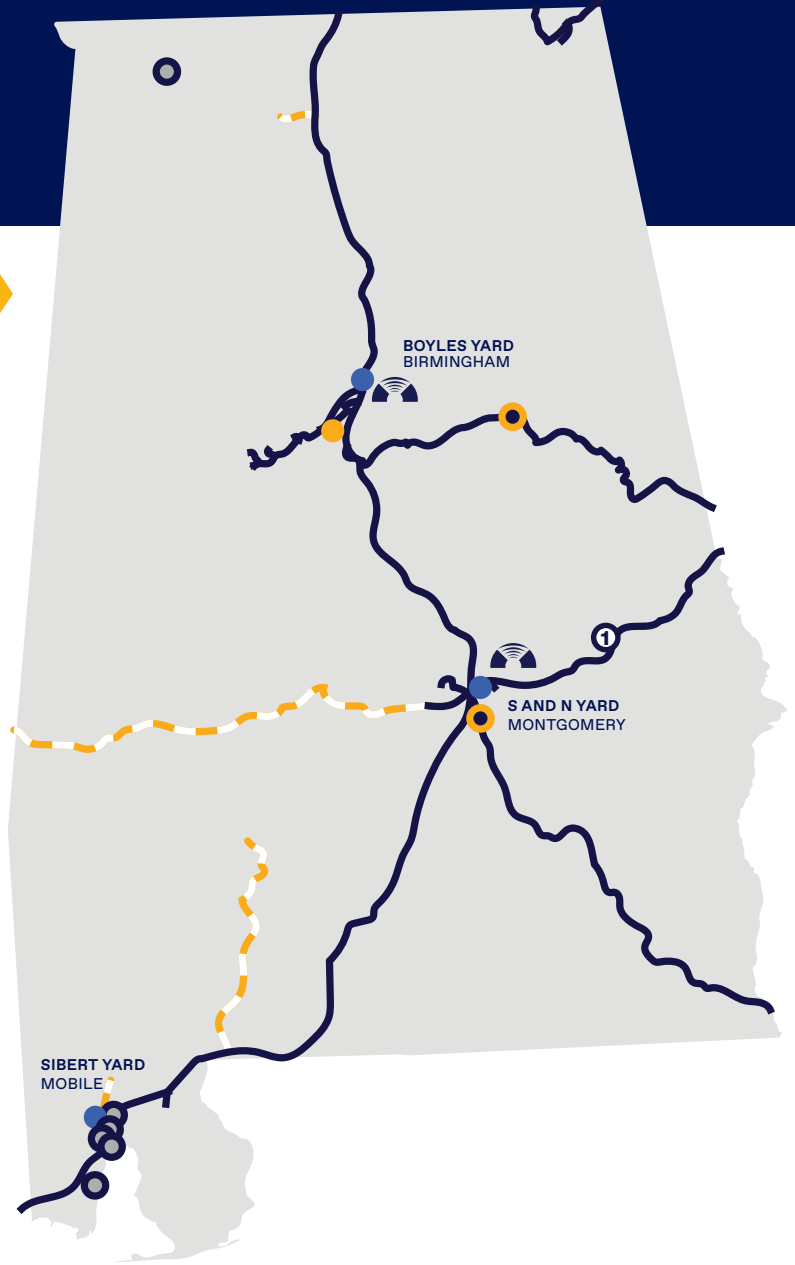 BOYLES YARD
BIRMINGHAM
1
S AND N YARD
MONTGOMERY
SIBERT YARD
MOBILE